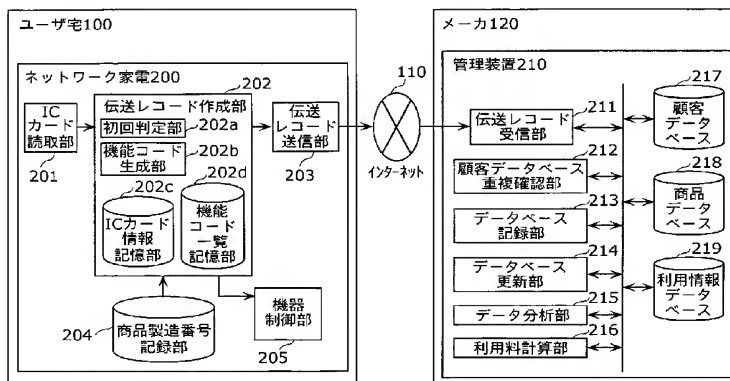 ユーザ宅100
ネットワーク家電200
IC
カード
読取部
201
202
伝送レコード作成部
初回判定部
202a
機能コード
生成部
202b
202c
ICカード
情報
記憶部
202d
機能
コード
一覧
記憶部
伝送
レコード
送信部
203
204
商品製造番号
記録部
機器
制御部
205
110
インターネット
メーカ120
管理装置210
伝送レコード
受信部
211
212
顧客データベース
重複確認部
213
データベース
記録部
214
データベース
更新部
215
データ分析部
216
利用料計算部
217
顧客
データ
ベース
218
商品
データ
ベース
219
利用情報
データ
ベース